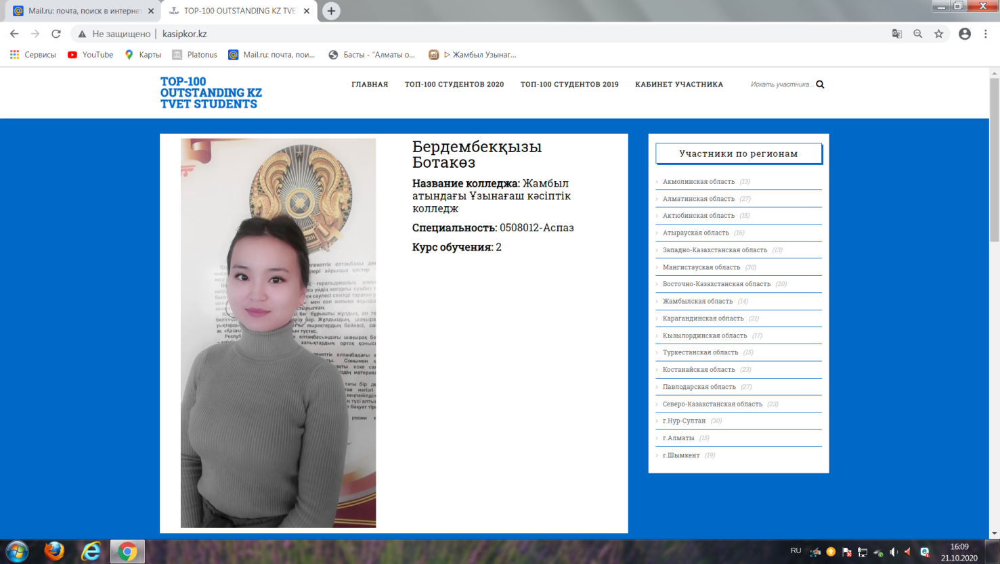 Mail.ru: почта, поиск в интернет
TALAP
TOP-100 OUTSTANDING KZ TVET
Не защищено
kasipkor.kz
Сервисы
YouTube
Карты
Platonus
Mail.ru: почта, пои...
Басты - "Алматы о...
ᐅ Жамбыл Узынаг...
TOP-100
OUTSTANDING KZ
TVET STUDENTS
ГЛАВНАЯ
ТОП-100 СТУДЕНТОВ 2020
ТОП-100 СТУДЕНТОВ 2019
КАБИНЕТ УЧАСТНИКА
Искать участника...
Бердембекқызы
Ботакөз
Название колледжа: Жамбыл
атындағы Ұзынағаш кәсіптік
колледж
Специальность: 0508012-Аспаз
Курс обучения: 2
Участники по регионам
Акмолинская область (13)
Алматинская область (27)
Актюбинская область (15)
Атырауская область (16)
Западно-Казахстанская область (13)
Мангистауская область (30)
Восточно-Казахстанская область (20)
Жамбылская область (14)
Карагандинская область (21)
Кызылординская область (17)
Туркестанская область (15)
Костанайская область (23)
Павлодарская область (27)
Северо-Казахстанская область (23)
г.Нур-Султан (30)
г.Алматы (15)
г.Шымкент (19)
RU
16:09
21.10.2020